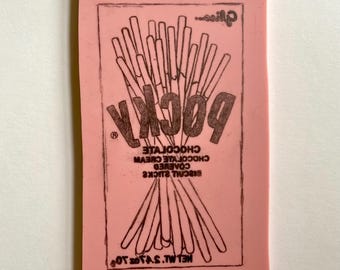 Glico
Pocky®
CHOCOLATE
CHOCOLATE CREAM
COVERED
BISCUIT STICKS
NET WT. 2.47oz 70g